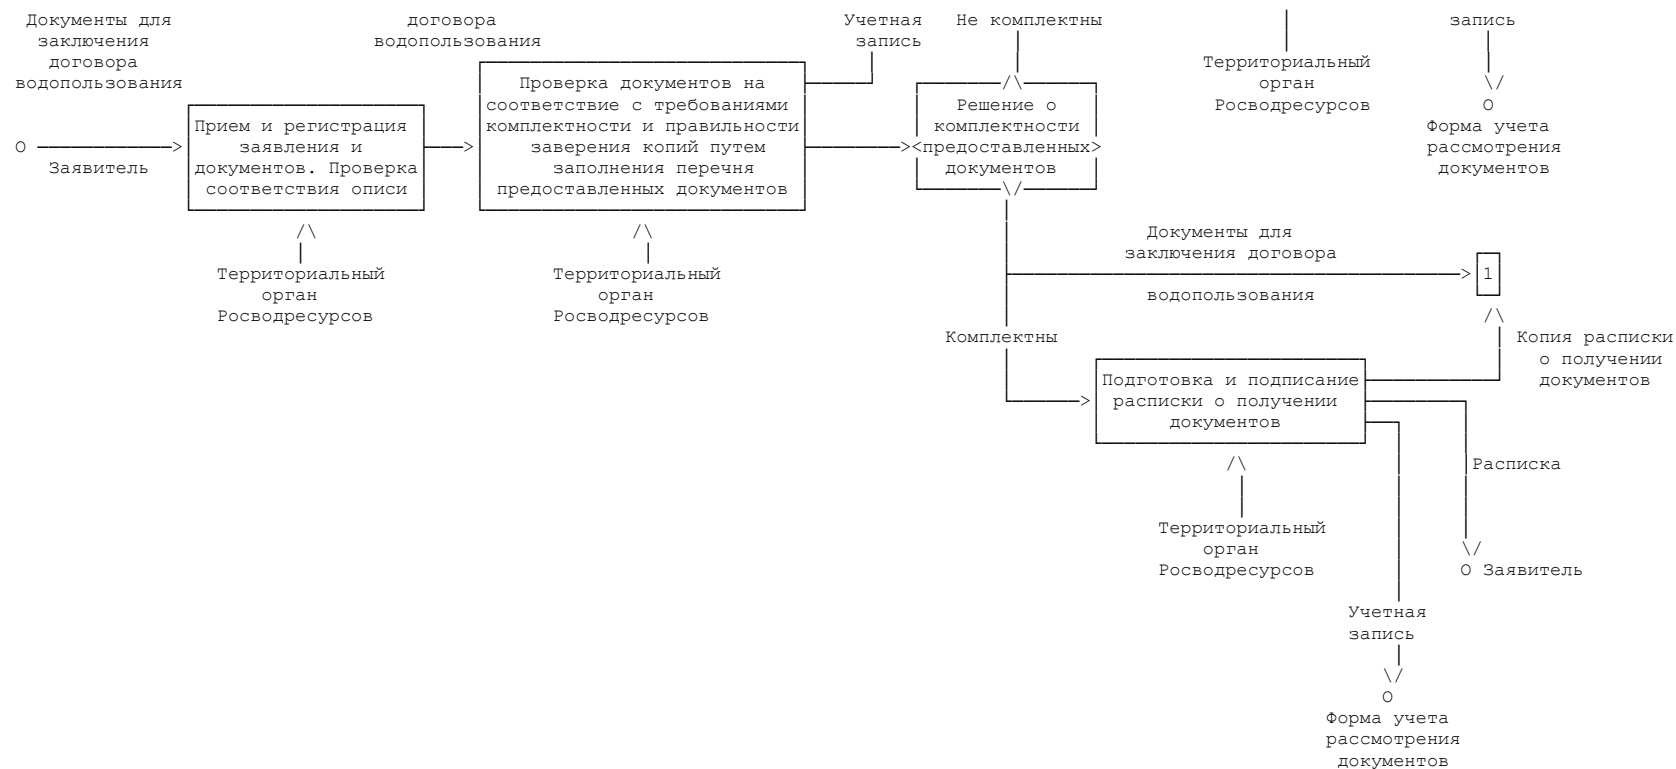 Документы для
заключения
договора
водопользования
договора
водопользования
Учетная
запись
Не комплектны
запись
Территориальный
орган
Росводресурсов
О
Форма учета
рассмотрения
документов
О
Заявитель
Прием и регистрация
заявления и
документов. Проверка
соответствия описи
Проверка документов на
соответствие с требованиями
комплектности и правильности
заверения копий путем
заполнения перечня
предоставленных документов
Решение о
комплектности
предоставленных
документов
Территориальный
орган
Росводресурсов
Территориальный
орган
Росводресурсов
Документы для
заключения договора
водопользования
1
Комплектны
Копия расписки
о получении
документов
Подготовка и подписание
расписки о получении
документов
Расписка
Территориальный
орган
Росводресурсов
О Заявитель
Учетная
запись
О
Форма учета
рассмотрения
документов